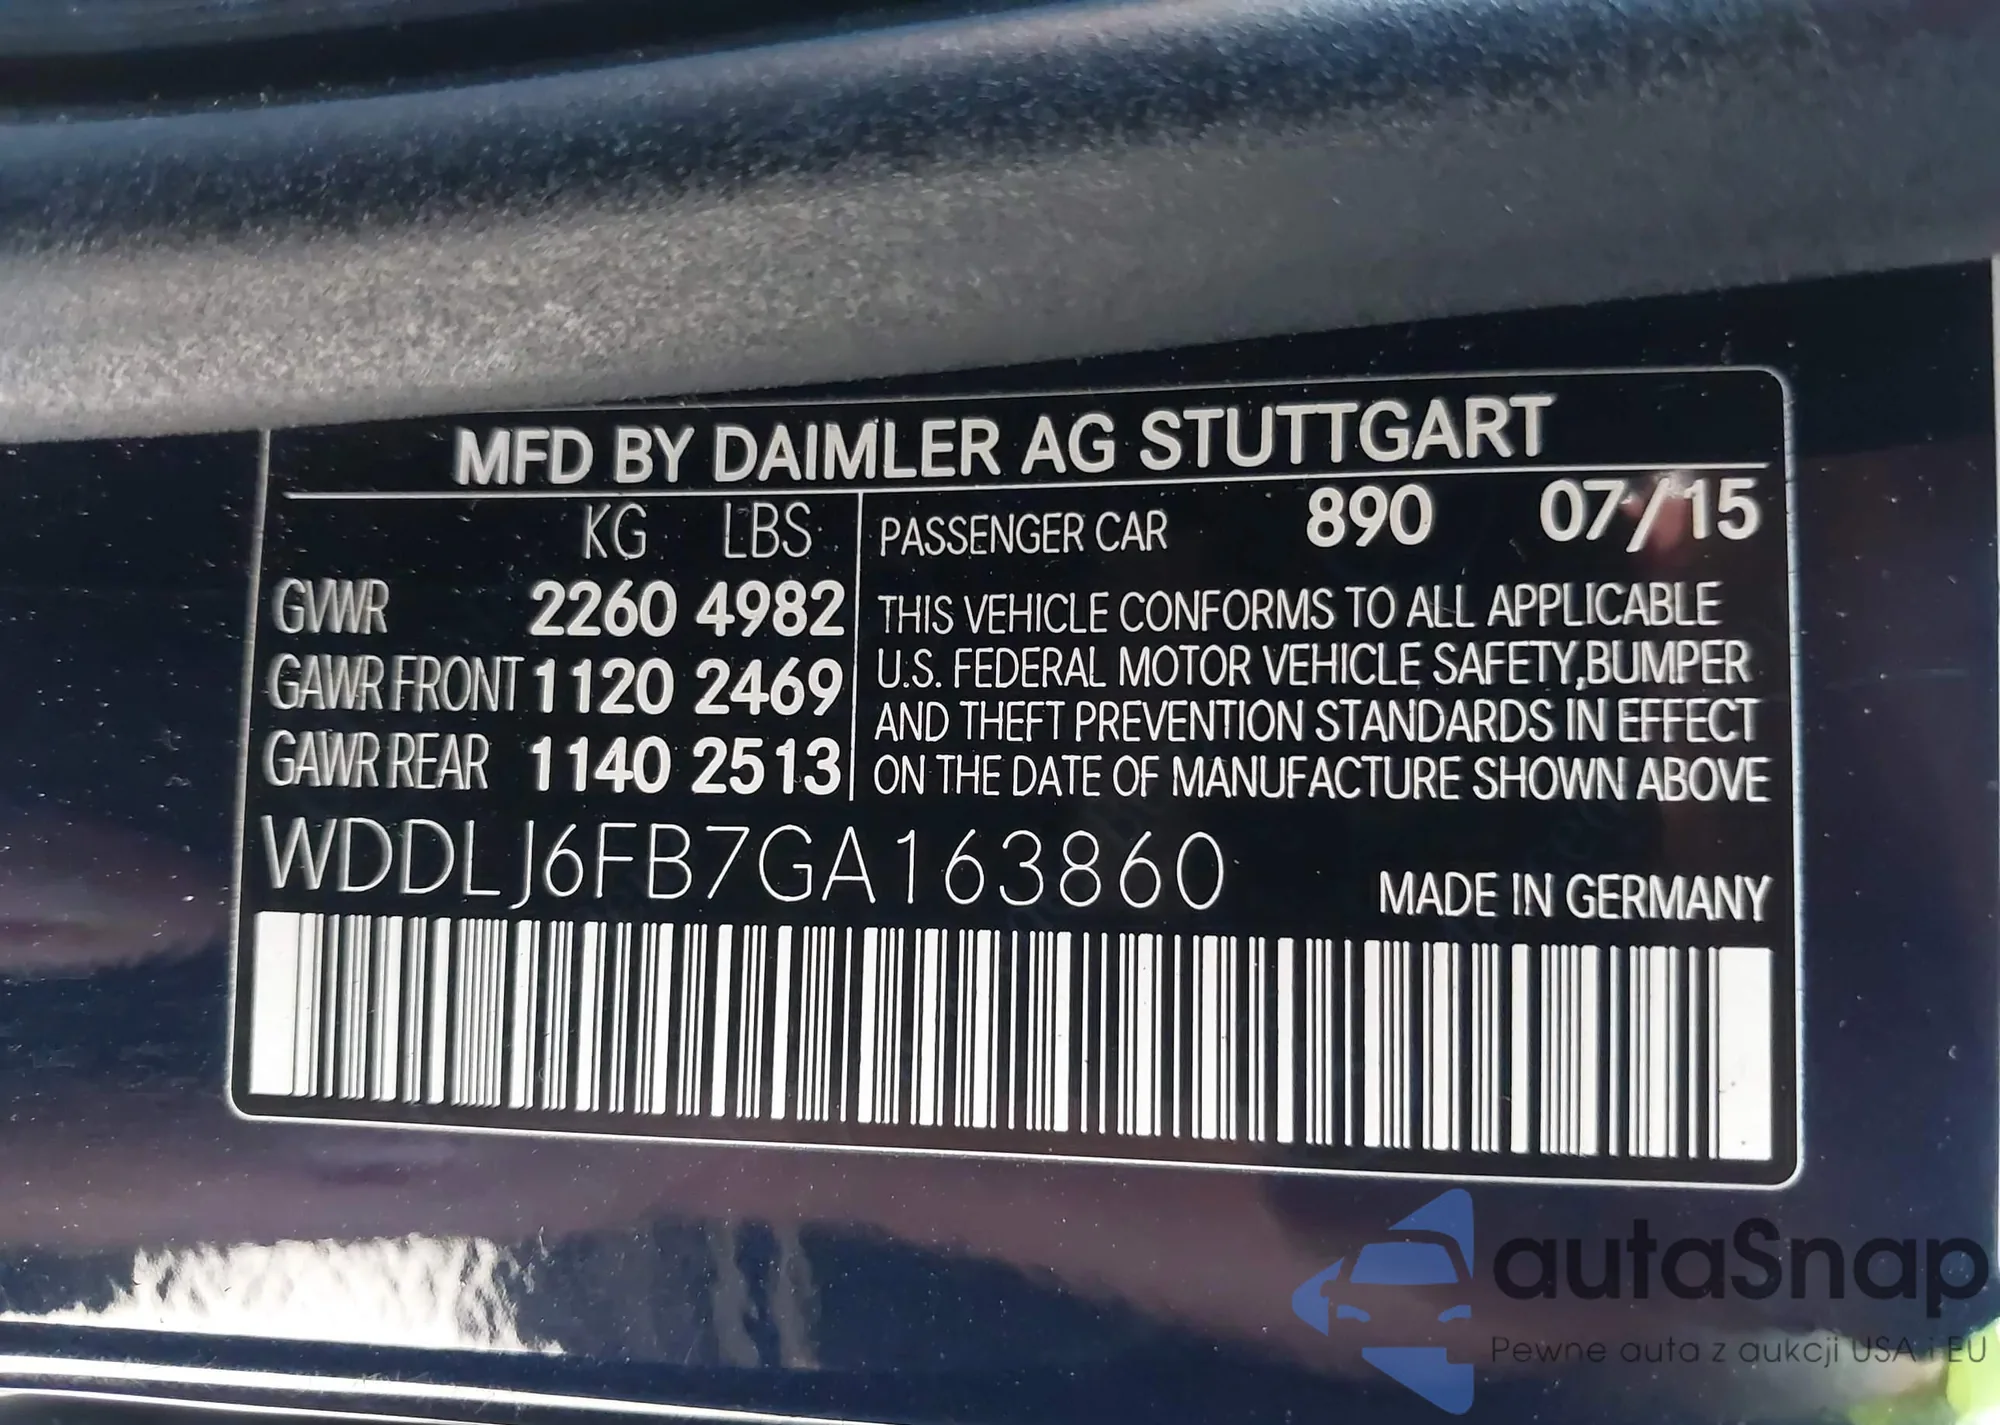 MFD BY DAIMLER AG STUTTGART
KG LBS
GVWR 2260 4982
GAWR FRONT 1120 2469
GAWR REAR 1140 2513
PASSENGER CAR 890 07/15
THIS VEHICLE CONFORMS TO ALL APPLICABLE
U.S. FEDERAL MOTOR VEHICLE SAFETY,BUMPER
AND THEFT PREVENTION STANDARDS IN EFFECT
ON THE DATE OF MANUFACTURE SHOWN ABOVE
WDDLJ6FB7GA163860
MADE IN GERMANY
autaSnap
Pewne auta z aukcji USA i EU